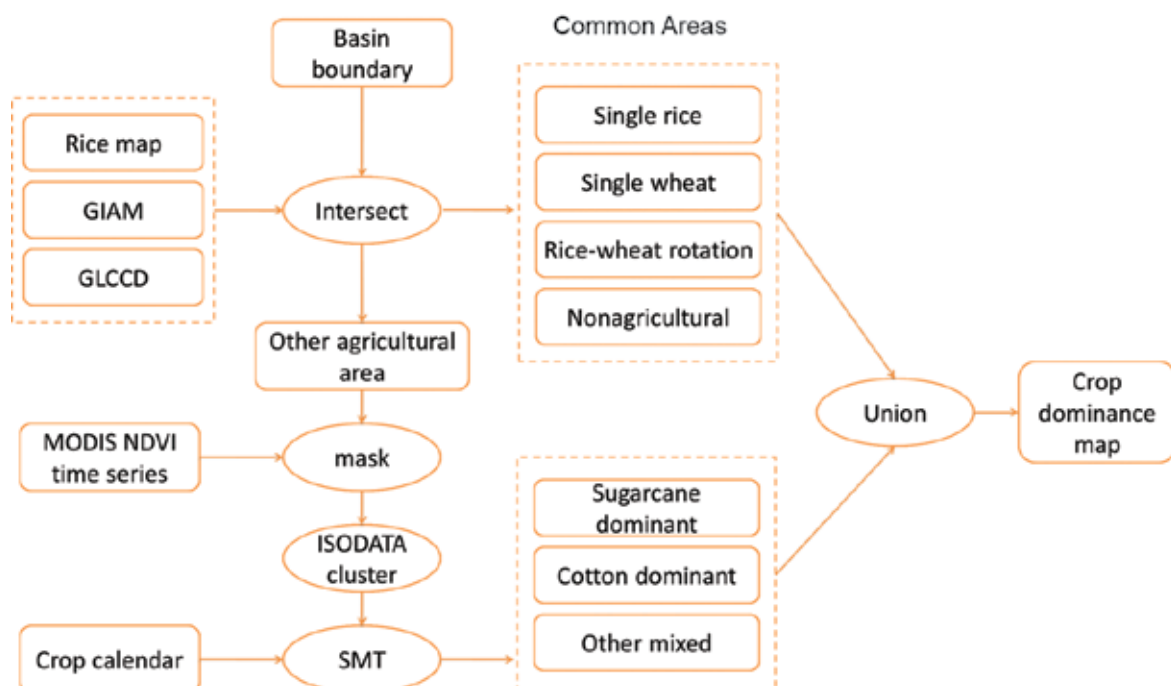 Common Areas
Basin
boundary
Rice map
GIAM
GLCCD
Intersect
Single rice
Single wheat
Rice-wheat rotation
Nonagricultural
Other agricultural
area
MODIS NDVI
time series
mask
ISODATA
cluster
Crop calendar
SMT
Sugarcane
dominant
Cotton dominant
Other mixed
Union
Crop
dominance
map